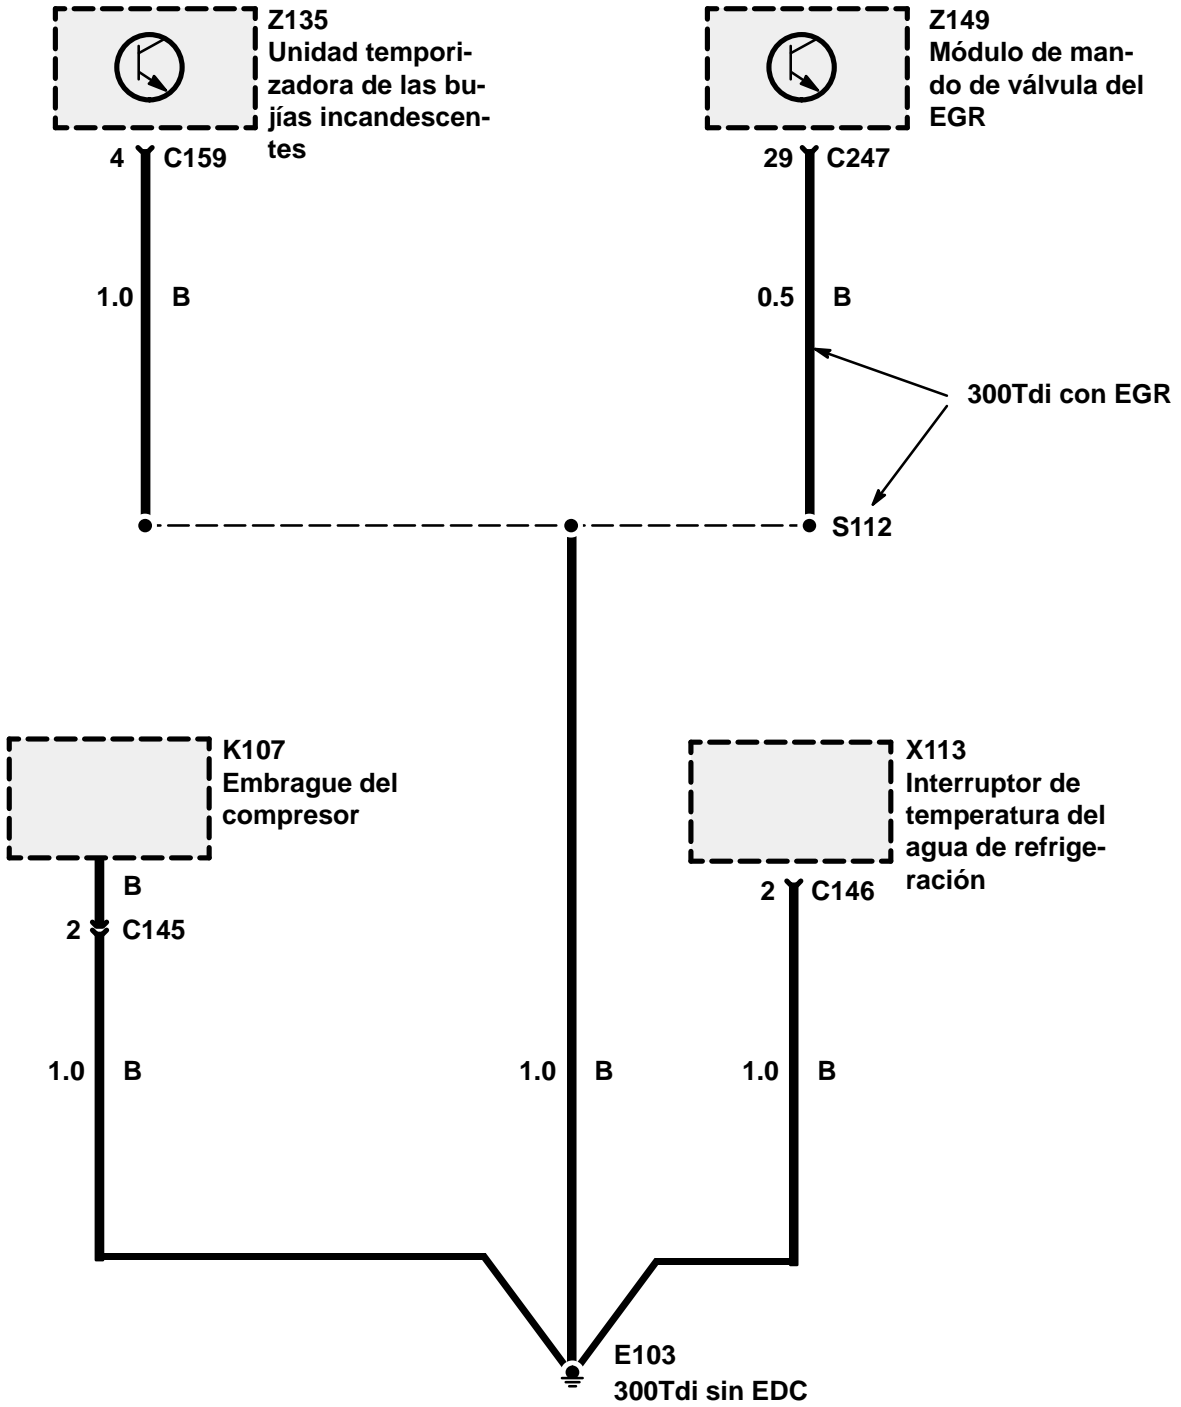 Z135
Unidad tempori-
zadora de las bu-
jías incandescen-
tes
4 C159
Z149
Módulo de man-
do de válvula del
EGR
29 C247
1.0 B
0.5 B
300Tdi con EGR
S112
K107
Embrague del
compresor
B
2 C145
X113
Interruptor de
temperatura del
agua de refrige-
ración
2 C146
1.0 B
1.0 B
1.0 B
E103
300Tdi sin EDC